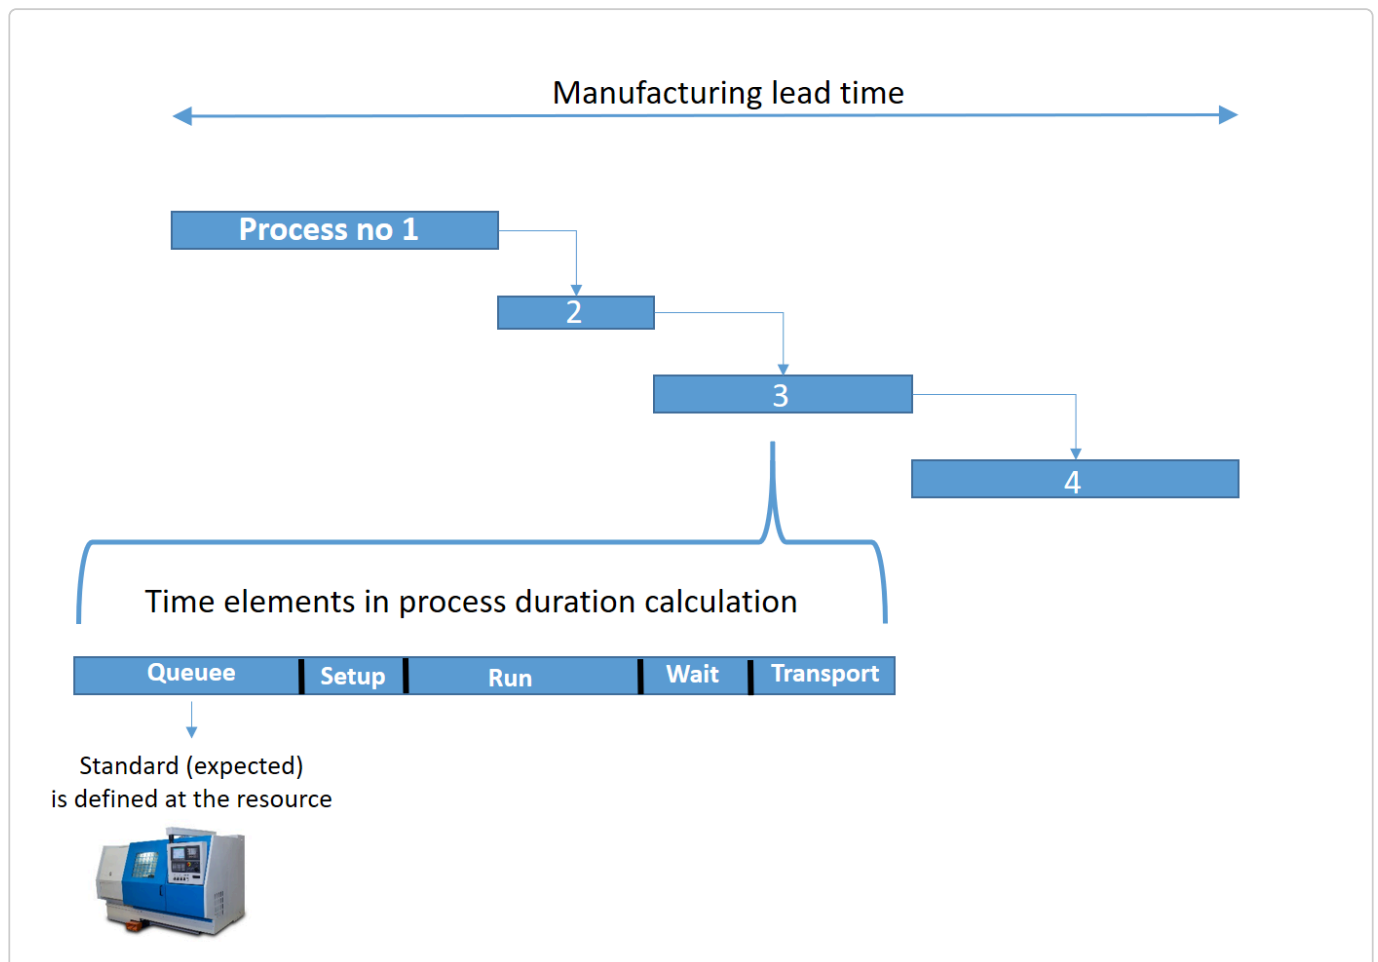 Manufacturing lead time
Process no 1
2
3
4
Time elements in process duration calculation
Queuee
Setup
Run
Wait
Transport
Standard (expected)
is defined at the resource